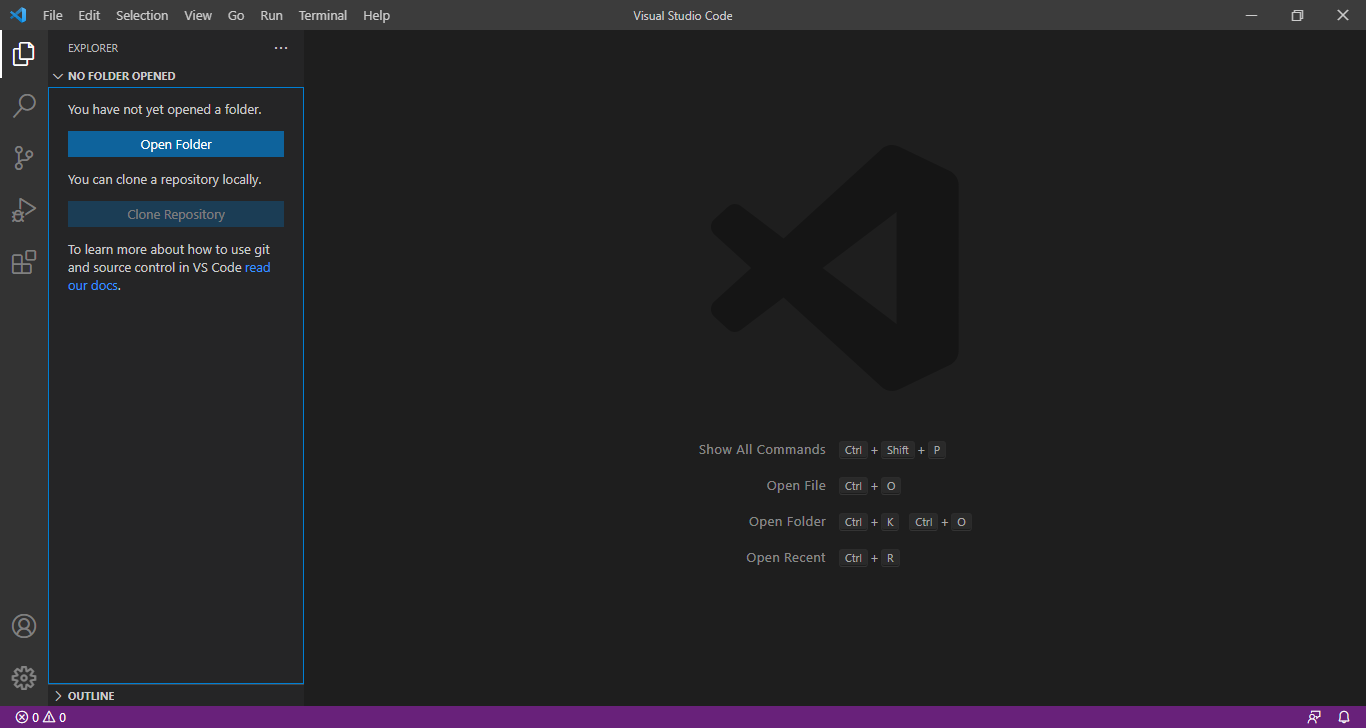 File Edit Selection View Go Run Terminal Help
Visual Studio Code
EXPLORER
NO FOLDER OPENED
You have not yet opened a folder.
Open Folder
You can clone a repository locally.
Clone Repository
To learn more about how to use git
and source control in VS Code read
our docs.
OUTLINE
Show All Commands Ctrl + Shift + P
Open File Ctrl + O
Open Folder Ctrl + K Ctrl + O
Open Recent Ctrl + R
0 0